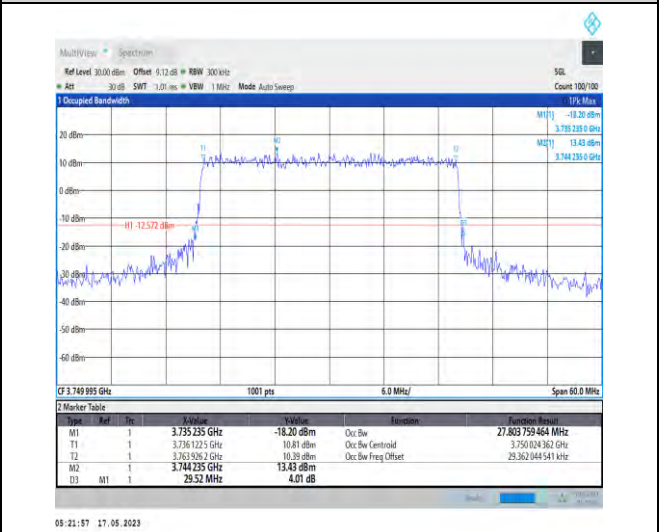 MultiView Spectrum
Ref Level 30.00 dBm Offset 9.12 dB RBW 300 kHz SGL
Att 30 dB SWT 1.01 ms VBW 1 MHz Mode Auto Sweep Count 100/100
1 Occupied Bandwidth 1Pk Max
M1[1] -18.20 dBm
3.735 235 0 GHz
M2[1] 13.43 dBm
3.744 235 0 GHz
20 dBm
T1 M2 T2
10 dBm
0 dBm
-10 dBm
H1 -12.572 dBm
-20 dBm
-30 dBm
-40 dBm
-50 dBm
-60 dBm
CF 3.749 995 GHz 1001 pts 6.0 MHz/ Span 60.0 MHz
2 Marker Table
Type Ref Trc X-Value Y-Value Function Function Result
M1 1 3.735 235 GHz -18.20 dBm Occ Bw 27.803 759 464 MHz
T1 1 3.736 122 5 GHz 10.81 dBm Occ Bw Centroid 3.750 024 362 GHz
T2 1 3.763 926 2 GHz 10.39 dBm Occ Bw Freq Offset 29.362 044 541 kHz
M2 1 3.744 235 GHz 13.43 dBm
D3 M1 1 29.52 MHz 4.01 dB
05:21:57 17.05.2023